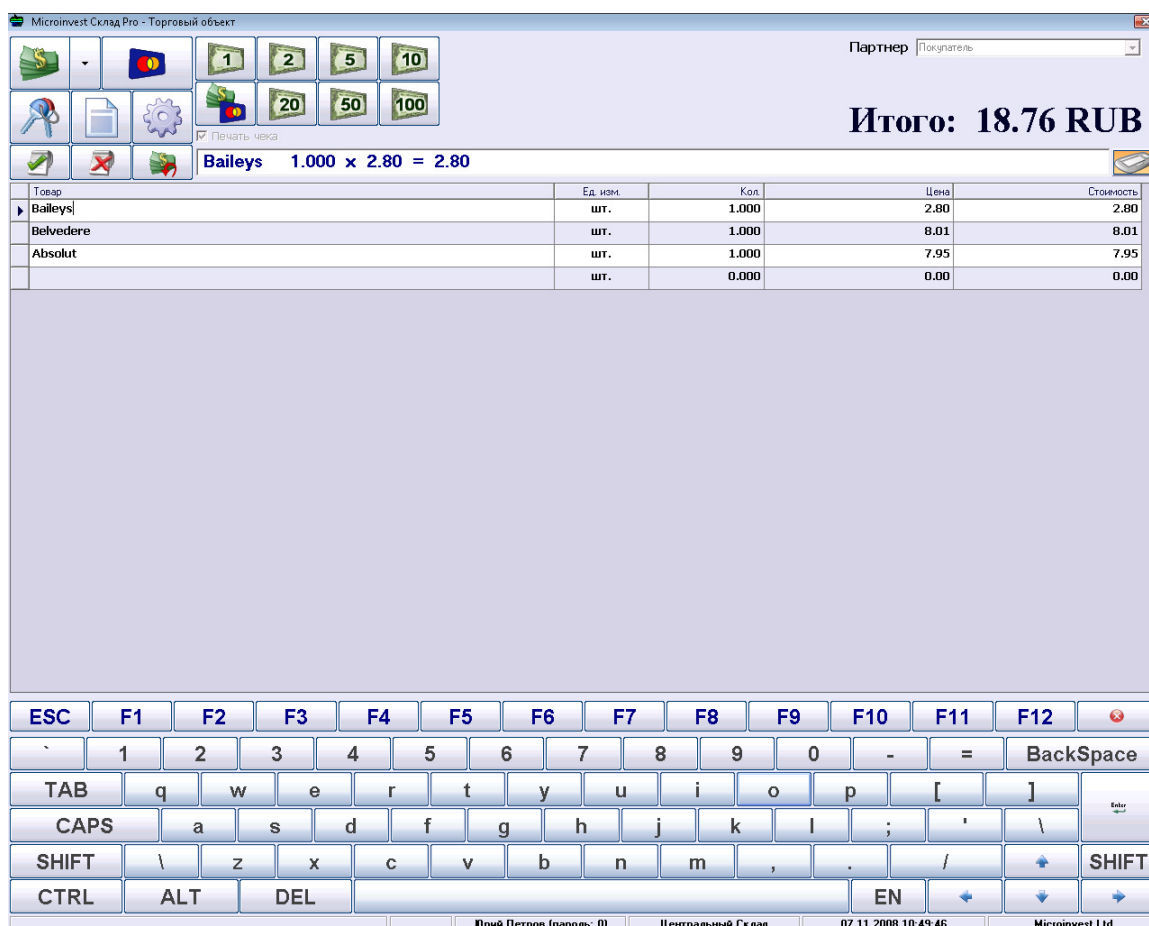 Microinvest Склад Pro - Торговый объект
1 2 5 10
Партнер Покупатель
20 50 100
Печать чека
Итого: 18.76 RUB
Baileys 1.000 x 2.80 = 2.80
Товар Ед. изм. Кол. Цена Стоимость
Baileys шт. 1.000 2.80 2.80
Belvedere шт. 1.000 8.01 8.01
Absolut шт. 1.000 7.95 7.95
шт. 0.000 0.00 0.00
ESC F1 F2 F3 F4 F5 F6 F7 F8 F9 F10 F11 F12
` 1 2 3 4 5 6 7 8 9 0 - = BackSpace
TAB q w e r t y u i o p [ ] Enter
CAPS a s d f g h j k l ; ' \
SHIFT \ z x c v b n m , . / SHIFT
CTRL ALT DEL EN
Юрий Петров (пароль: 0) Центральный Склад 07.11.2008 10:49:46 Microinvest Ltd.